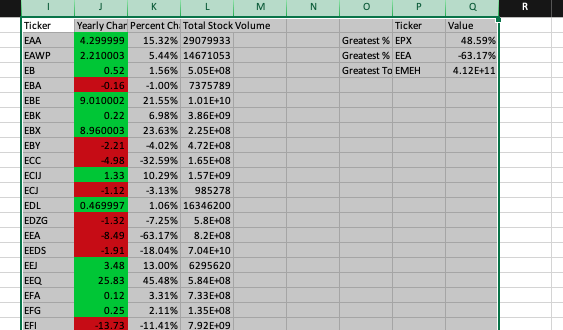 I J K L M N O P Q R
Ticker Yearly Char Percent Ch Total Stock Volume Ticker Value
EAA 4.299999 15.32% 29079933 Greatest % EPX 48.59%
EAWP 2.210003 5.44% 14671053 Greatest % EEA -63.17%
EB 0.52 1.56% 5.05E+08 Greatest To EMEH 4.12E+11
EBA -0.16 -1.00% 7375789
EBE 9.010002 21.55% 1.01E+10
EBK 0.22 6.98% 3.86E+09
EBX 8.960003 23.63% 2.25E+08
EBY -2.21 -4.02% 4.72E+08
ECC -4.98 -32.59% 1.65E+08
ECIJ 1.33 10.29% 1.57E+09
ECJ -1.12 -3.13% 985278
EDL 0.469997 1.06% 16346200
EDZG -1.32 -7.25% 5.8E+08
EEA -8.49 -63.17% 8.2E+08
EEDS -1.91 -18.04% 7.04E+10
EEJ 3.48 13.00% 6295620
EEQ 25.83 45.48% 5.84E+08
EFA 0.12 3.31% 7.33E+08
EFG 0.25 2.11% 1.35E+08
EFI -13.73 -11.41% 7.92E+09